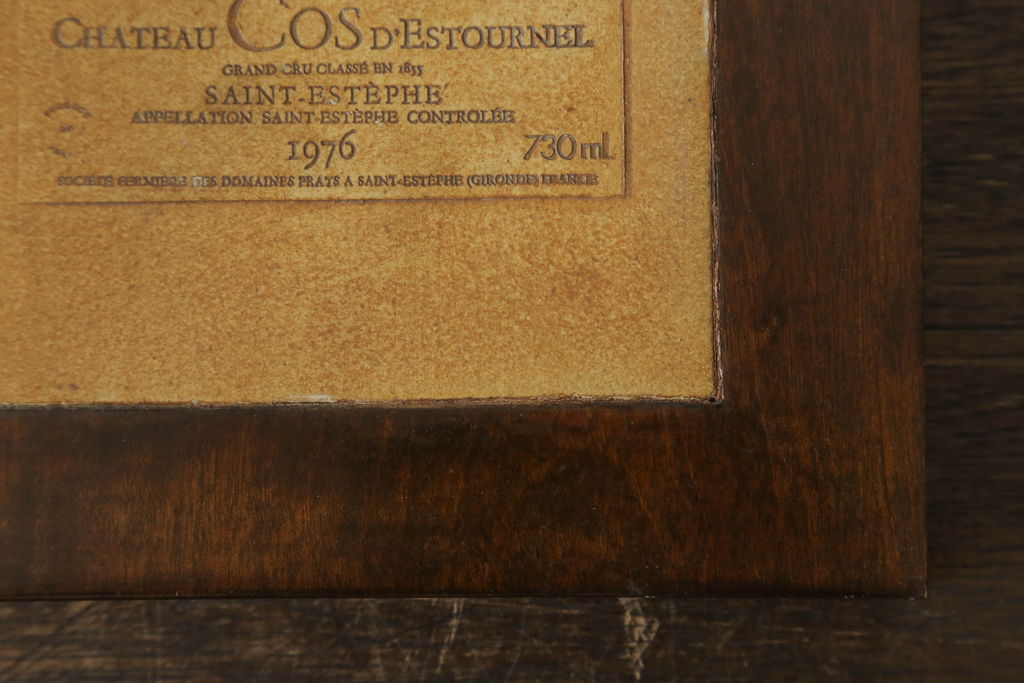 CHATEAU COS D'ESTOURNEL
GRAND CRU CLASSÉ EN 1855
SAINT-ESTÈPHE
APPELLATION SAINT-ESTÈPHE CONTROLÉE
1976 730 ml
SOCIÉTÉ FERMIÈRE DES DOMAINES PRATS A SAINT-ESTÈPHE (GIRONDE) FRANCE